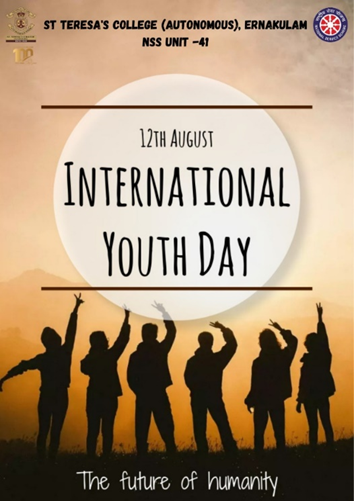 ST TERESA'S COLLEGE (AUTONOMOUS), ERNAKULAM
NSS UNIT -41
12TH AUGUST
INTERNATIONAL
YOUTH DAY
The future of humanity